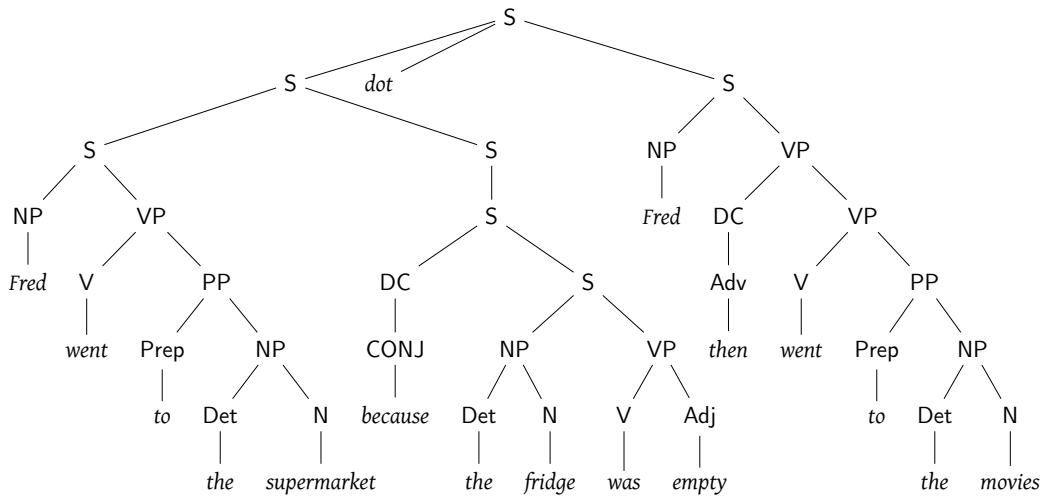 S
S dot S
S S NP VP
NP VP S Fred DC VP
Fred V PP DC S Adv V PP
went Prep NP CONJ NP VP then went Prep NP
to Det N because Det N V Adj to Det N
the supermarket the fridge was empty the movies